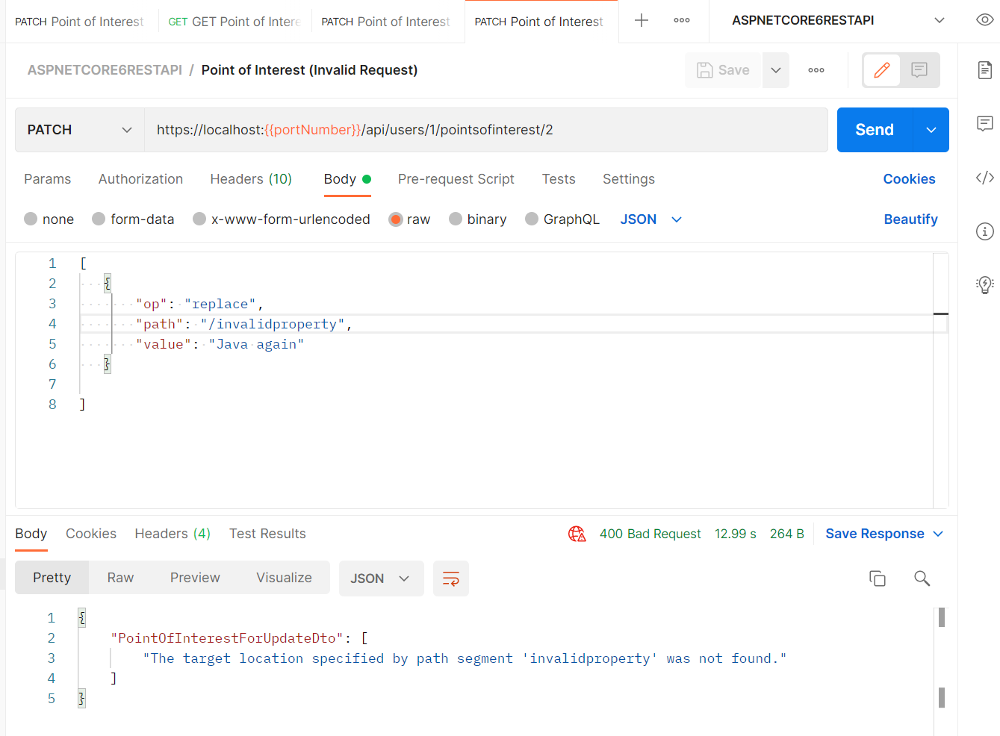 PATCH Point of Interest
GET GET Point of Intere
PATCH Point of Interest
PATCH Point of Interest
ASPNETCORE6RESTAPI
ASPNETCORE6RESTAPI / Point of Interest (Invalid Request)
Save
PATCH
https://localhost:{{portNumber}}/api/users/1/pointsofinterest/2
Send
Params Authorization Headers (10) Body Pre-request Script Tests Settings Cookies
none form-data x-www-form-urlencoded raw binary GraphQL JSON Beautify
1 [
2 {
3 "op": "replace",
4 "path": "/invalidproperty",
5 "value": "Java again"
6 }
7
8 ]
Body Cookies Headers (4) Test Results 400 Bad Request 12.99 s 264 B Save Response
Pretty Raw Preview Visualize JSON
1 {
2 "PointOfInterestForUpdateDto": [
3 "The target location specified by path segment 'invalidproperty' was not found."
4 ]
5 }